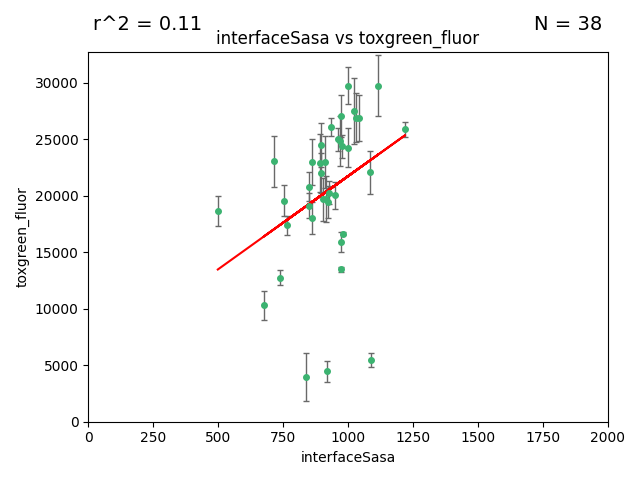 r^2 = 0.11
N = 38
interfaceSasa vs toxgreen_fluor
30000
25000
20000
15000
10000
5000
0
toxgreen_fluor
0 250 500 750 1000 1250 1500 1750 2000
interfaceSasa